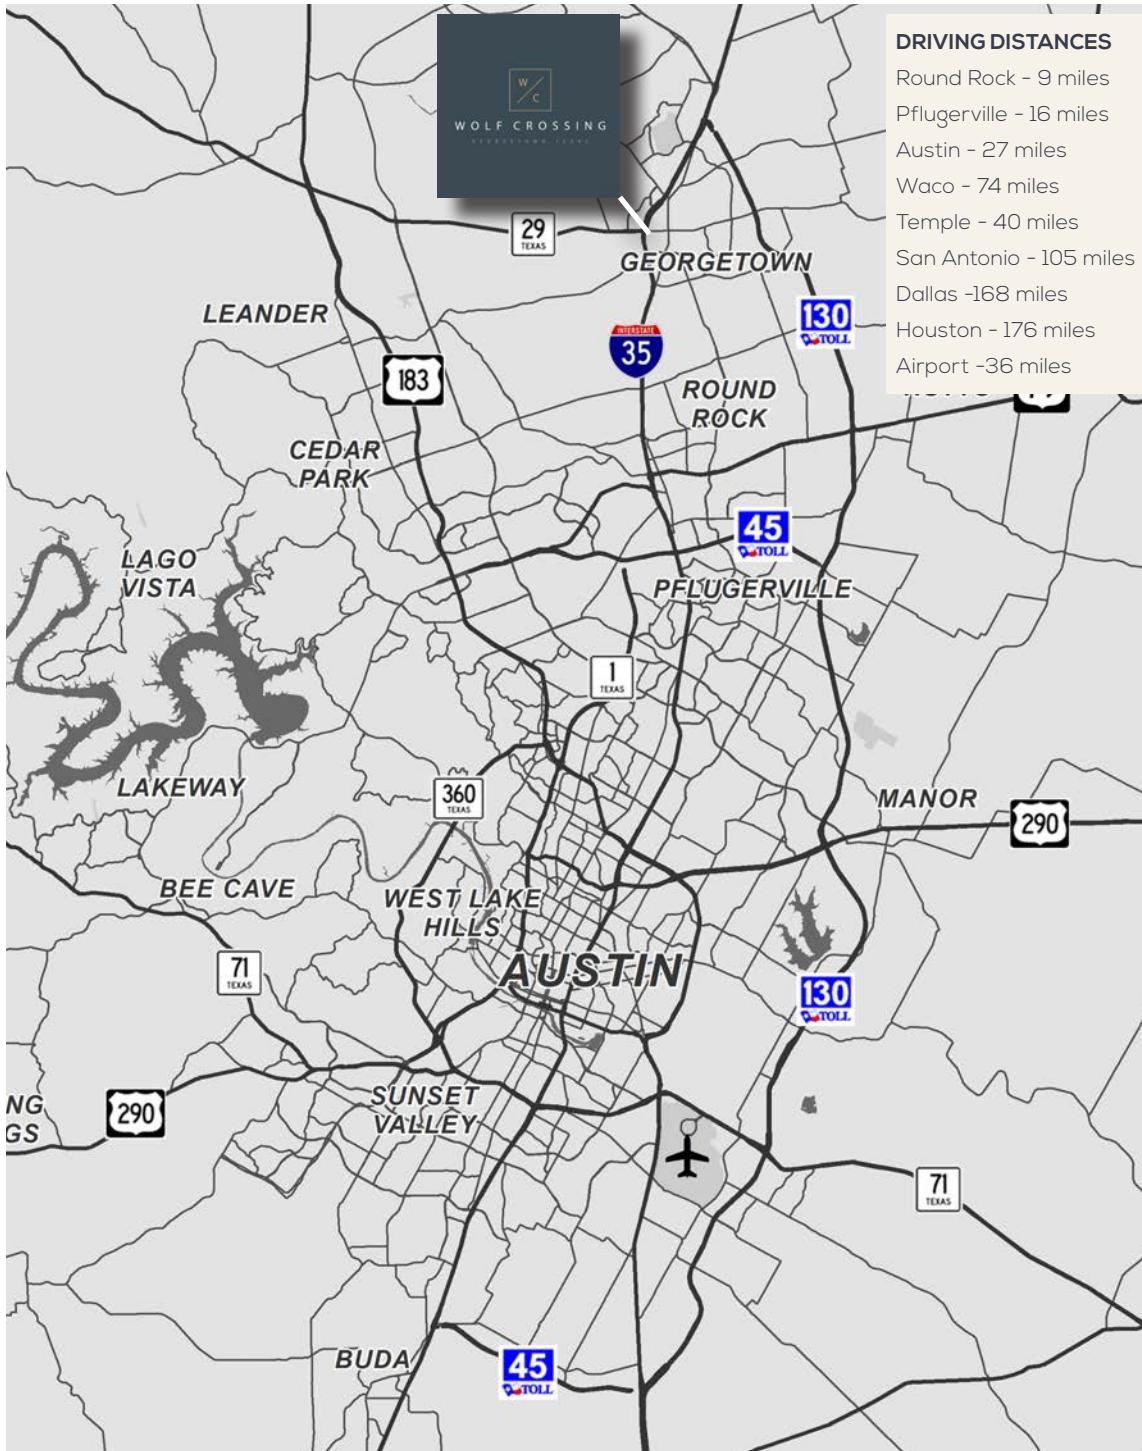 W
C
WOLF CROSSING
GEORGETOWN TEXAS
DRIVING DISTANCES
Round Rock - 9 miles
Pflugerville - 16 miles
Austin - 27 miles
Waco - 74 miles
Temple - 40 miles
San Antonio - 105 miles
Dallas -168 miles
Houston - 176 miles
Airport -36 miles
29
TEXAS
GEORGETOWN
LEANDER
130
TOLL
INTERSTATE
35
183
ROUND
ROCK
CEDAR
PARK
45
TOLL
LAGO
VISTA
PFLUGERVILLE
1
TEXAS
LAKEWAY
360
TEXAS
MANOR
290
BEE CAVE
WEST LAKE
HILLS
AUSTIN
71
TEXAS
130
TOLL
NG
GS
290
SUNSET
VALLEY
71
TEXAS
BUDA
45
TOLL